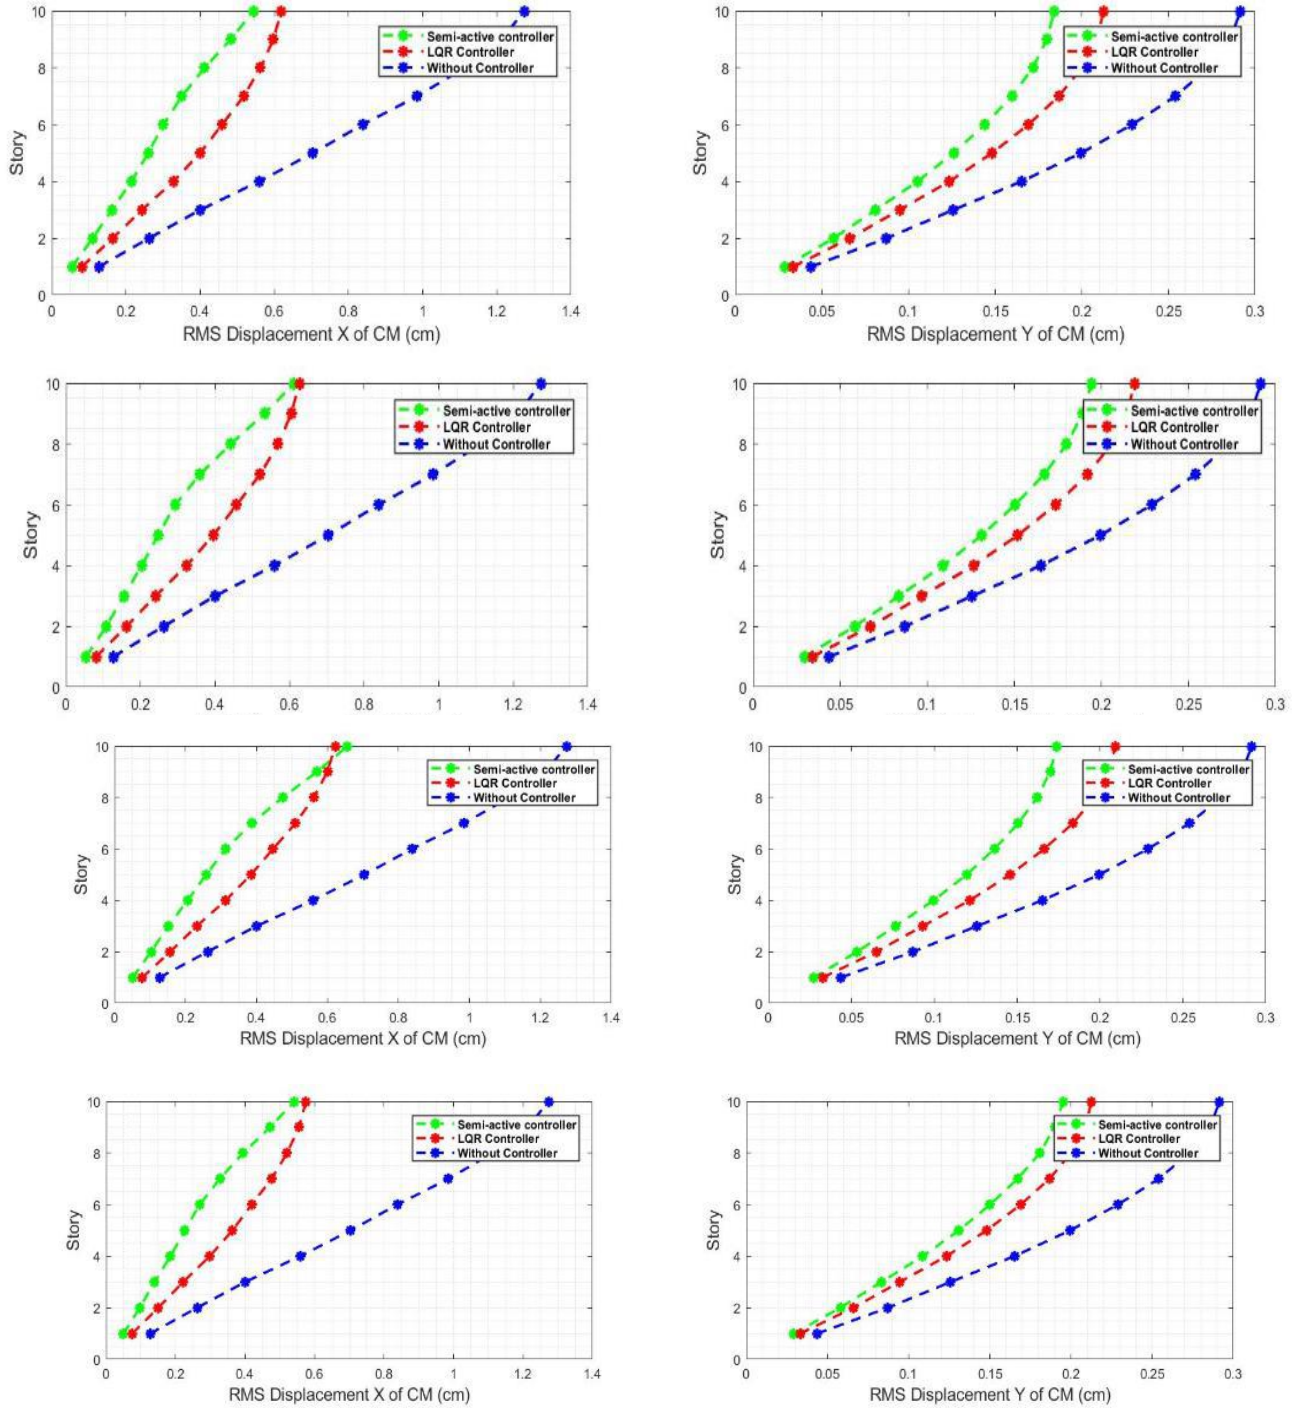 10
8
6
4
2
0
Story
Semi-active controller
LQR Controller
Without Controller
0 0.2 0.4 0.6 0.8 1 1.2 1.4
RMS Displacement X of CM (cm)
10
8
6
4
2
0
Story
Semi-active controller
LQR Controller
Without Controller
0 0.05 0.1 0.15 0.2 0.25 0.3
RMS Displacement Y of CM (cm)
10
8
6
4
2
0
Story
Semi-active controller
LQR Controller
Without Controller
0 0.2 0.4 0.6 0.8 1 1.2 1.4
10
8
6
4
2
0
Story
Semi-active controller
LQR Controller
Without Controller
0 0.05 0.1 0.15 0.2 0.25 0.3
10
8
6
4
2
0
Story
Semi-active controller
LQR Controller
Without Controller
0 0.2 0.4 0.6 0.8 1 1.2 1.4
RMS Displacement X of CM (cm)
10
8
6
4
2
0
Story
Semi-active controller
LQR Controller
Without Controller
0 0.05 0.1 0.15 0.2 0.25 0.3
RMS Displacement Y of CM (cm)
10
8
6
4
2
0
Story
Semi-active controller
LQR Controller
Without Controller
0 0.2 0.4 0.6 0.8 1 1.2 1.4
RMS Displacement X of CM (cm)
10
8
6
4
2
0
Story
Semi-active controller
LQR Controller
Without Controller
0 0.05 0.1 0.15 0.2 0.25 0.3
RMS Displacement Y of CM (cm)